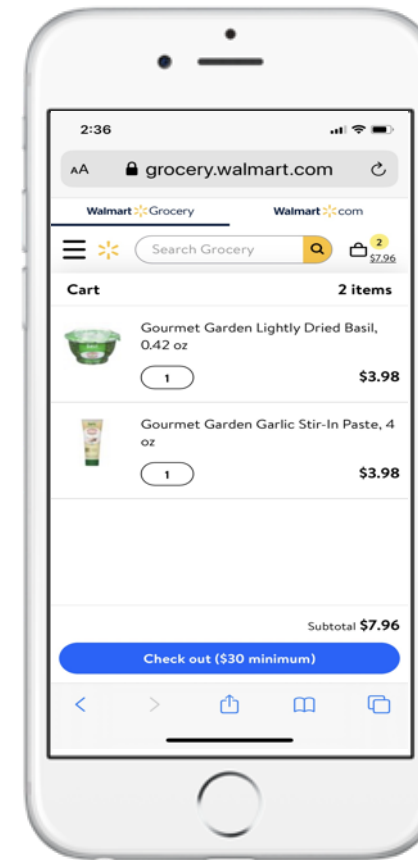 2:36
AA grocery.walmart.com
Walmart Grocery Walmart com
Search Grocery 2
$7.96
Cart 2 items
Gourmet Garden Lightly Dried Basil,
0.42 oz
1 $3.98
Gourmet Garden Garlic Stir-In Paste, 4
oz
1 $3.98
Subtotal $7.96
Check out ($30 minimum)